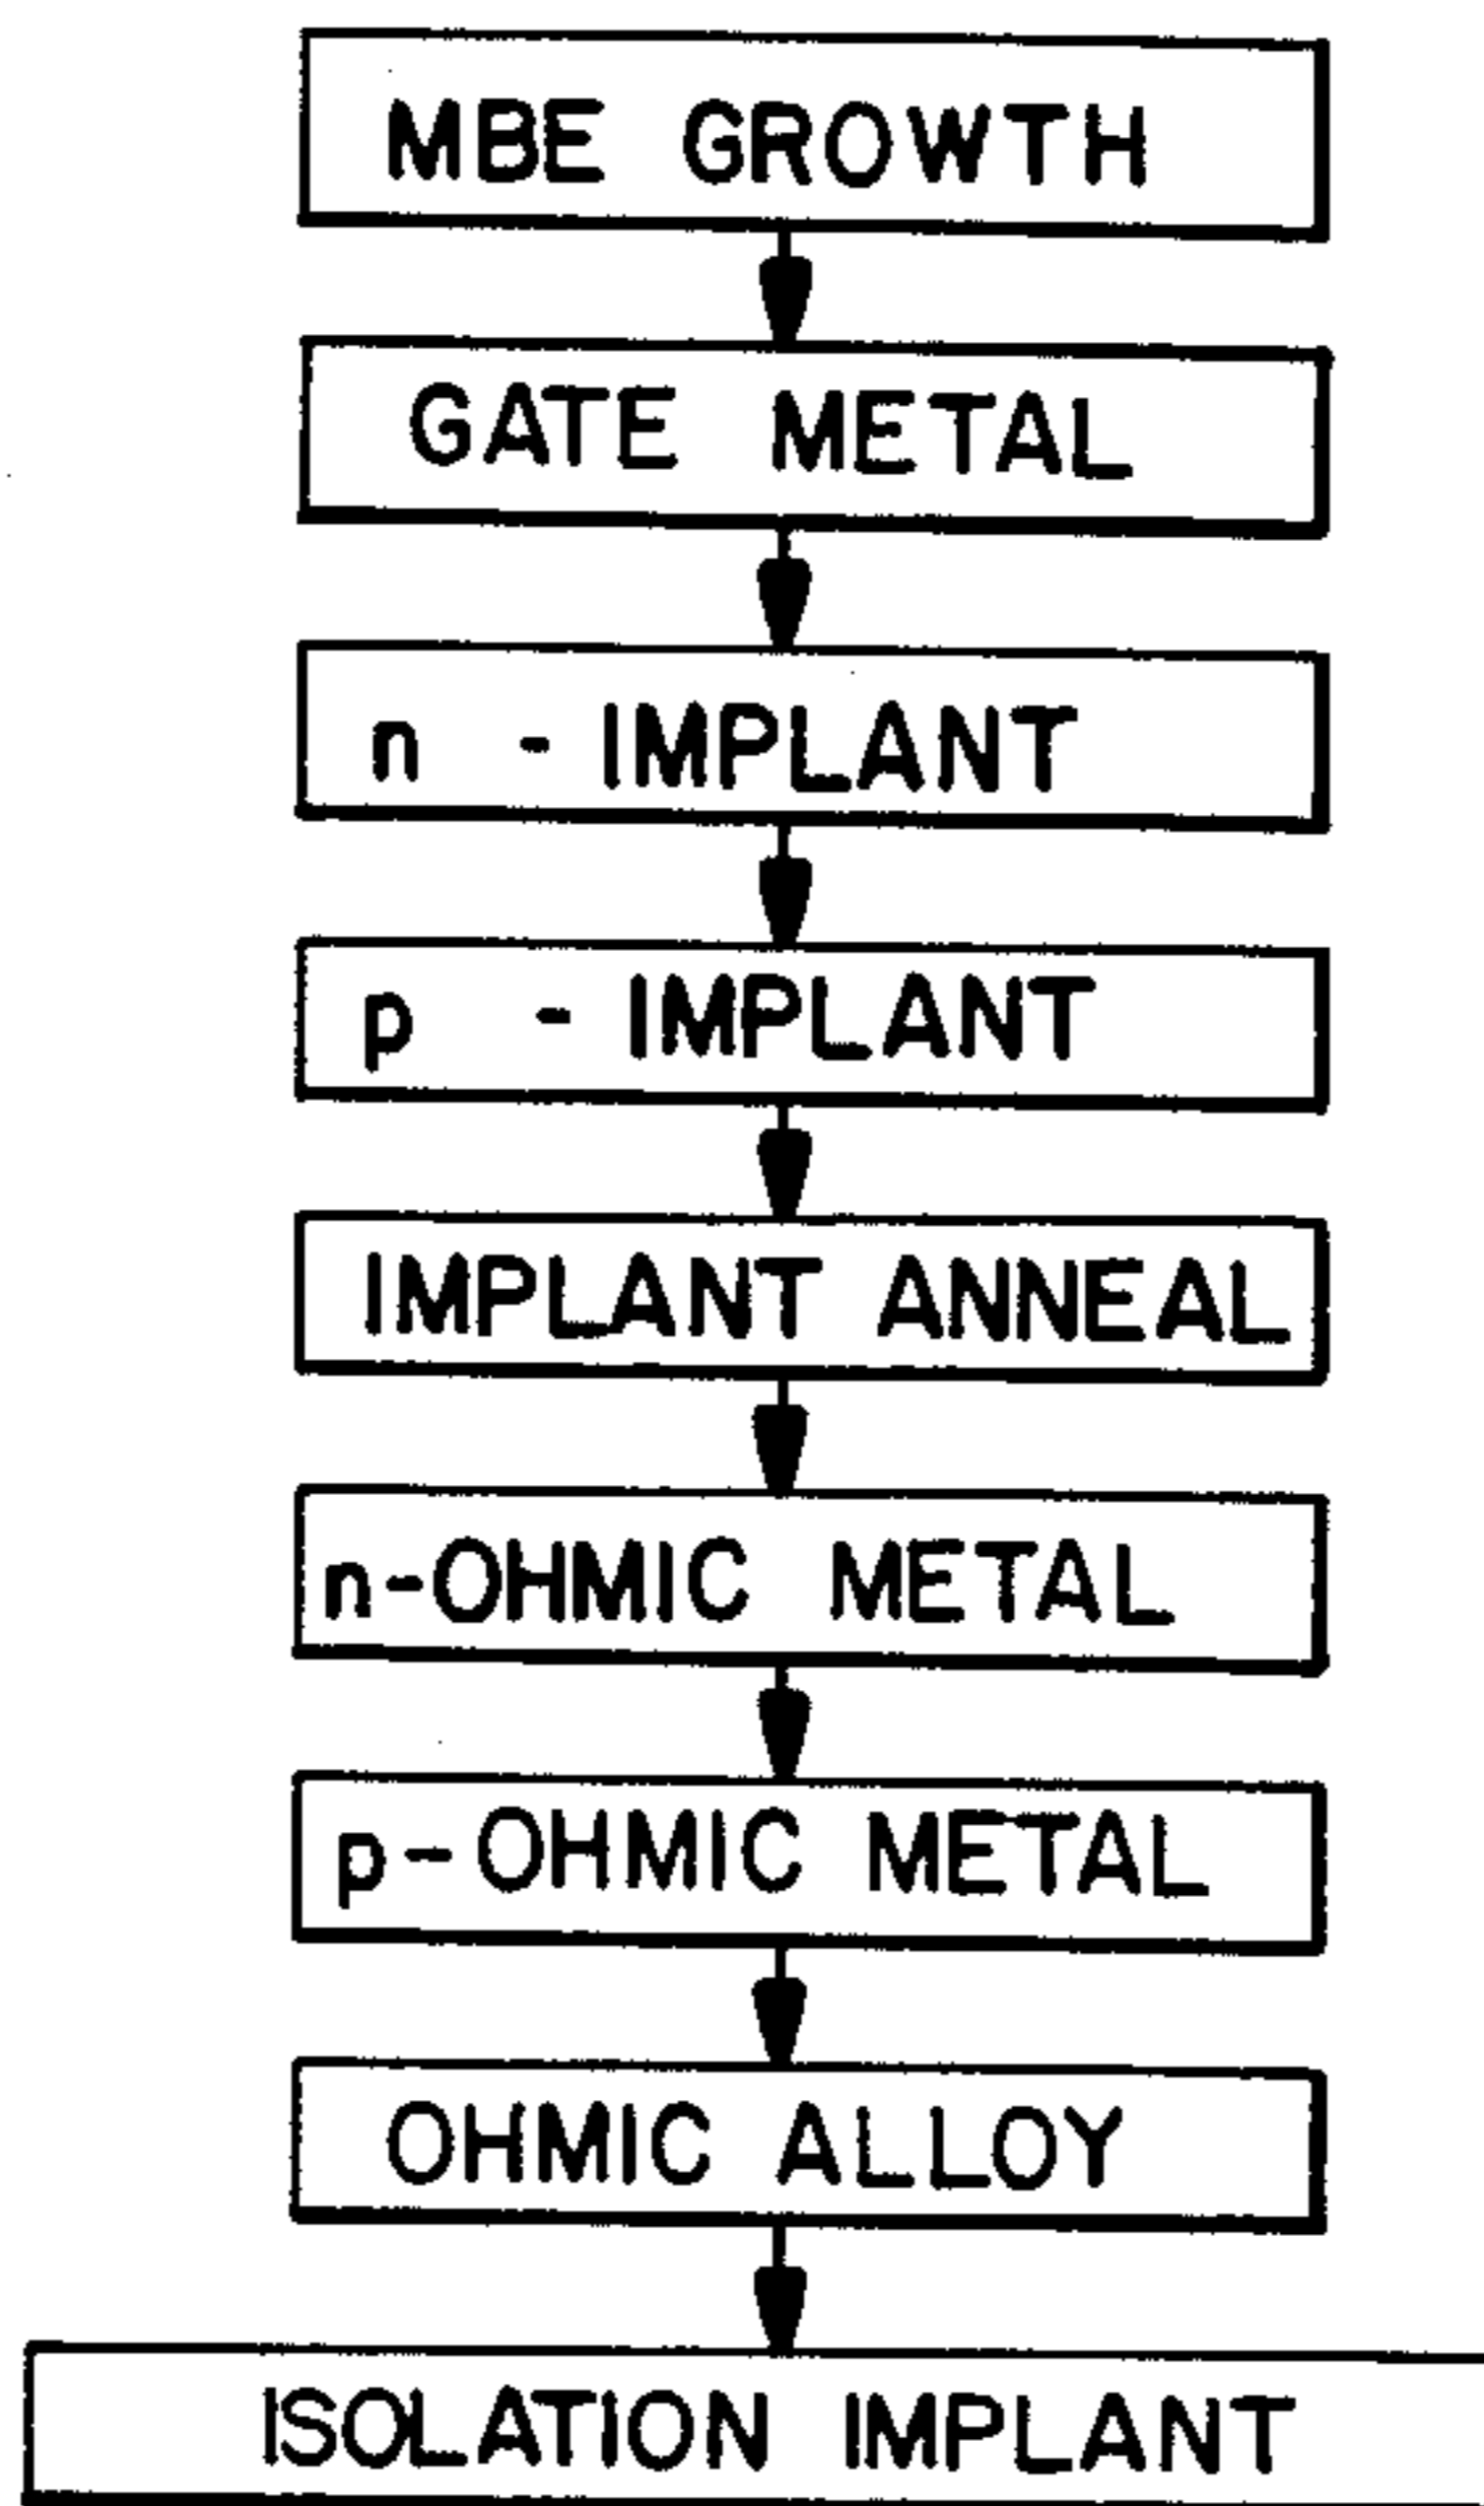 MBE GROWTH
GATE METAL
n - IMPLANT
p - IMPLANT
IMPLANT ANNEAL
n-OHMIC METAL
p-OHMIC METAL
OHMIC ALLOY
ISOLATION IMPLANT